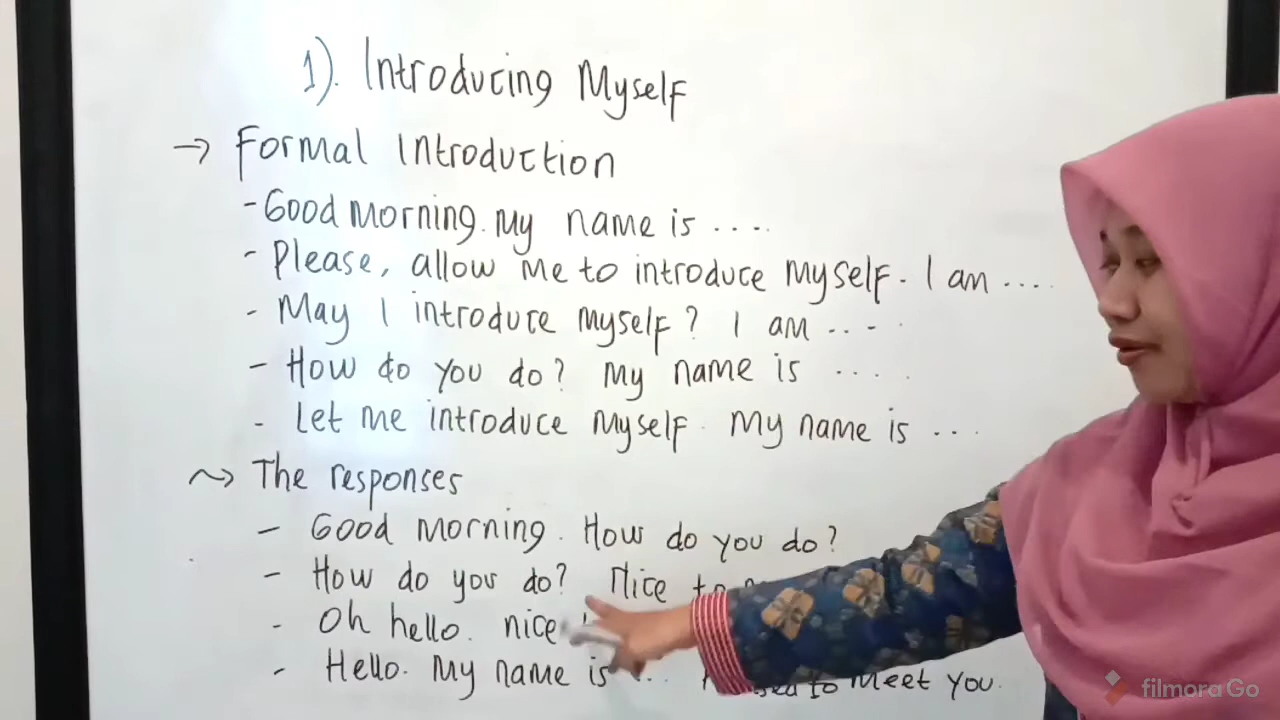 1). Introducing Myself
→ Formal Introduction
- Good Morning. My name is ....
- Please, allow me to introduce myself. I am ....
- May I introduce myself? I am ....
- How do you do? My name is ....
- Let me introduce myself. My name is ...
~> The responses
- Good Morning. How do you do?
- How do you do? Nice to
- Oh hello. nice
- Hello. My name is ... to meet you.
filmoraGo